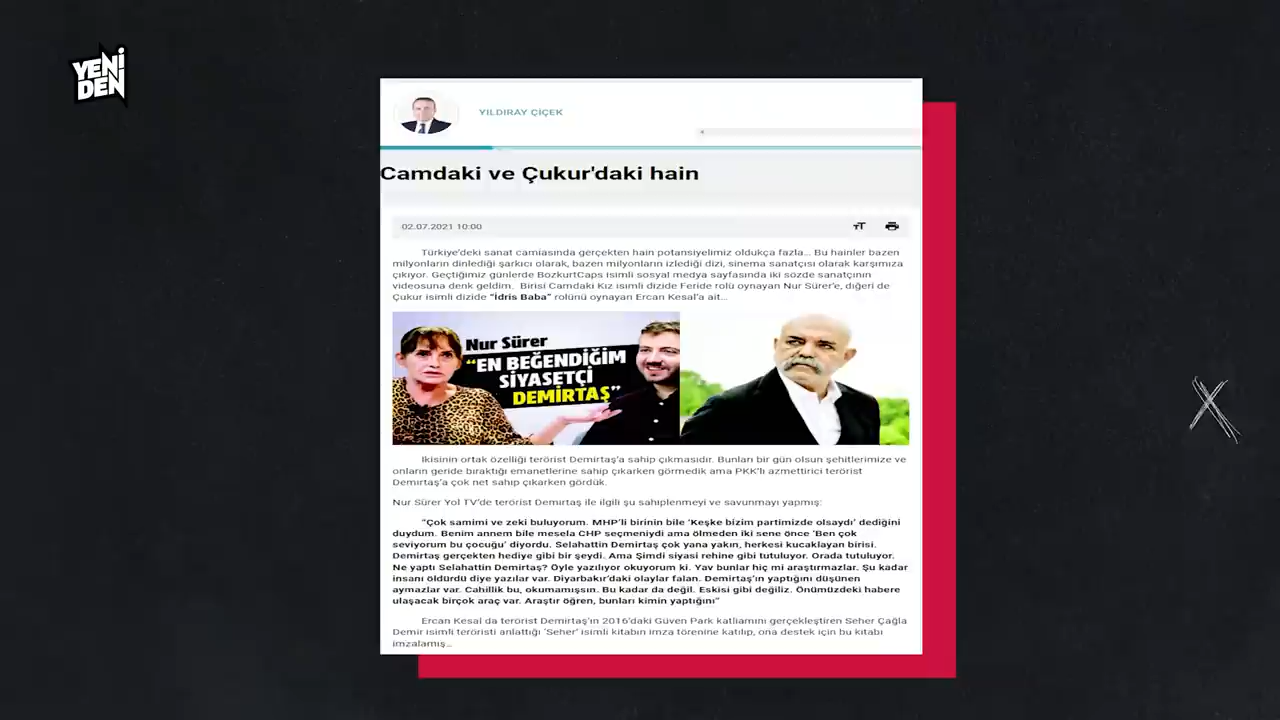 YENİ
DEN
YILDIRAY ÇİÇEK
Camdaki ve Çukur'daki hain
02.07.2021 10:00
Türkiye'deki sanat camiasında gerçekten hain potansiyelimiz oldukça fazla... Bu hainler bazen
milyonların dinlediği şarkıcı olarak, bazen milyonların izlediği dizi, sinema sanatçısı olarak karşımıza
çıkıyor. Geçtiğimiz günlerde BozkurtCaps isimli sosyal medya sayfasında iki sözde sanatçının
videosuna denk geldim. Birisi Camdaki Kız isimli dizide Feride rolü oynayan Nur Sürer'e, diğeri de
Çukur isimli dizide "İdris Baba" rolünü oynayan Ercan Kesal'a ait...
Nur Sürer
"EN BEĞENDİĞİM
SİYASETÇİ
DEMİRTAŞ"
İkisinin ortak özelliği terörist Demirtaş'a sahip çıkmasıdır. Bunları bir gün olsun şehitlerimize ve
onların geride bıraktığı emanetlerine sahip çıkarken görmedik ama PKK'lı azmettirici terörist
Demirtaş'a çok net sahip çıkarken gördük.
Nur Sürer Yol TV'de terörist Demirtaş ile ilgili şu sahiplenmeyi ve savunmayı yapmış:
"Çok samimi ve zeki buluyorum. MHP'li birinin bile 'Keşke bizim partimizde olsaydı' dediğini
duydum. Benim annem bile mesela CHP seçmeniydi ama ölmeden iki sene önce 'Ben çok
seviyorum bu çocuğu' diyordu. Selahattin Demirtaş çok yana yakın, herkesi kucaklayan birisi.
Demirtaş gerçekten hediye gibi bir şeydi. Ama Şimdi siyasi rehine gibi tutuluyor. Orada tutuluyor.
Ne yaptı Selahattin Demirtaş? Öyle yazılıyor okuyorum ki. Yav bunlar hiç mi araştırmazlar. Şu kadar
insanı öldürdü diye yazılar var. Diyarbakır'daki olaylar falan. Demirtaş'ın yaptığını düşünen
aymazlar var. Cahillik bu, okumamışsın. Bu kadar da değil. Eskisi gibi değiliz. Önümüzdeki habere
ulaşacak birçok araç var. Araştır öğren, bunları kimin yaptığını"
Ercan Kesal da terörist Demirtaş'ın 2016'daki Güven Park katliamını gerçekleştiren Seher Çağla
Demir isimli teröristi anlattığı 'Seher' isimli kitabın imza törenine katılıp, ona destek için bu kitabı
imzalamış...